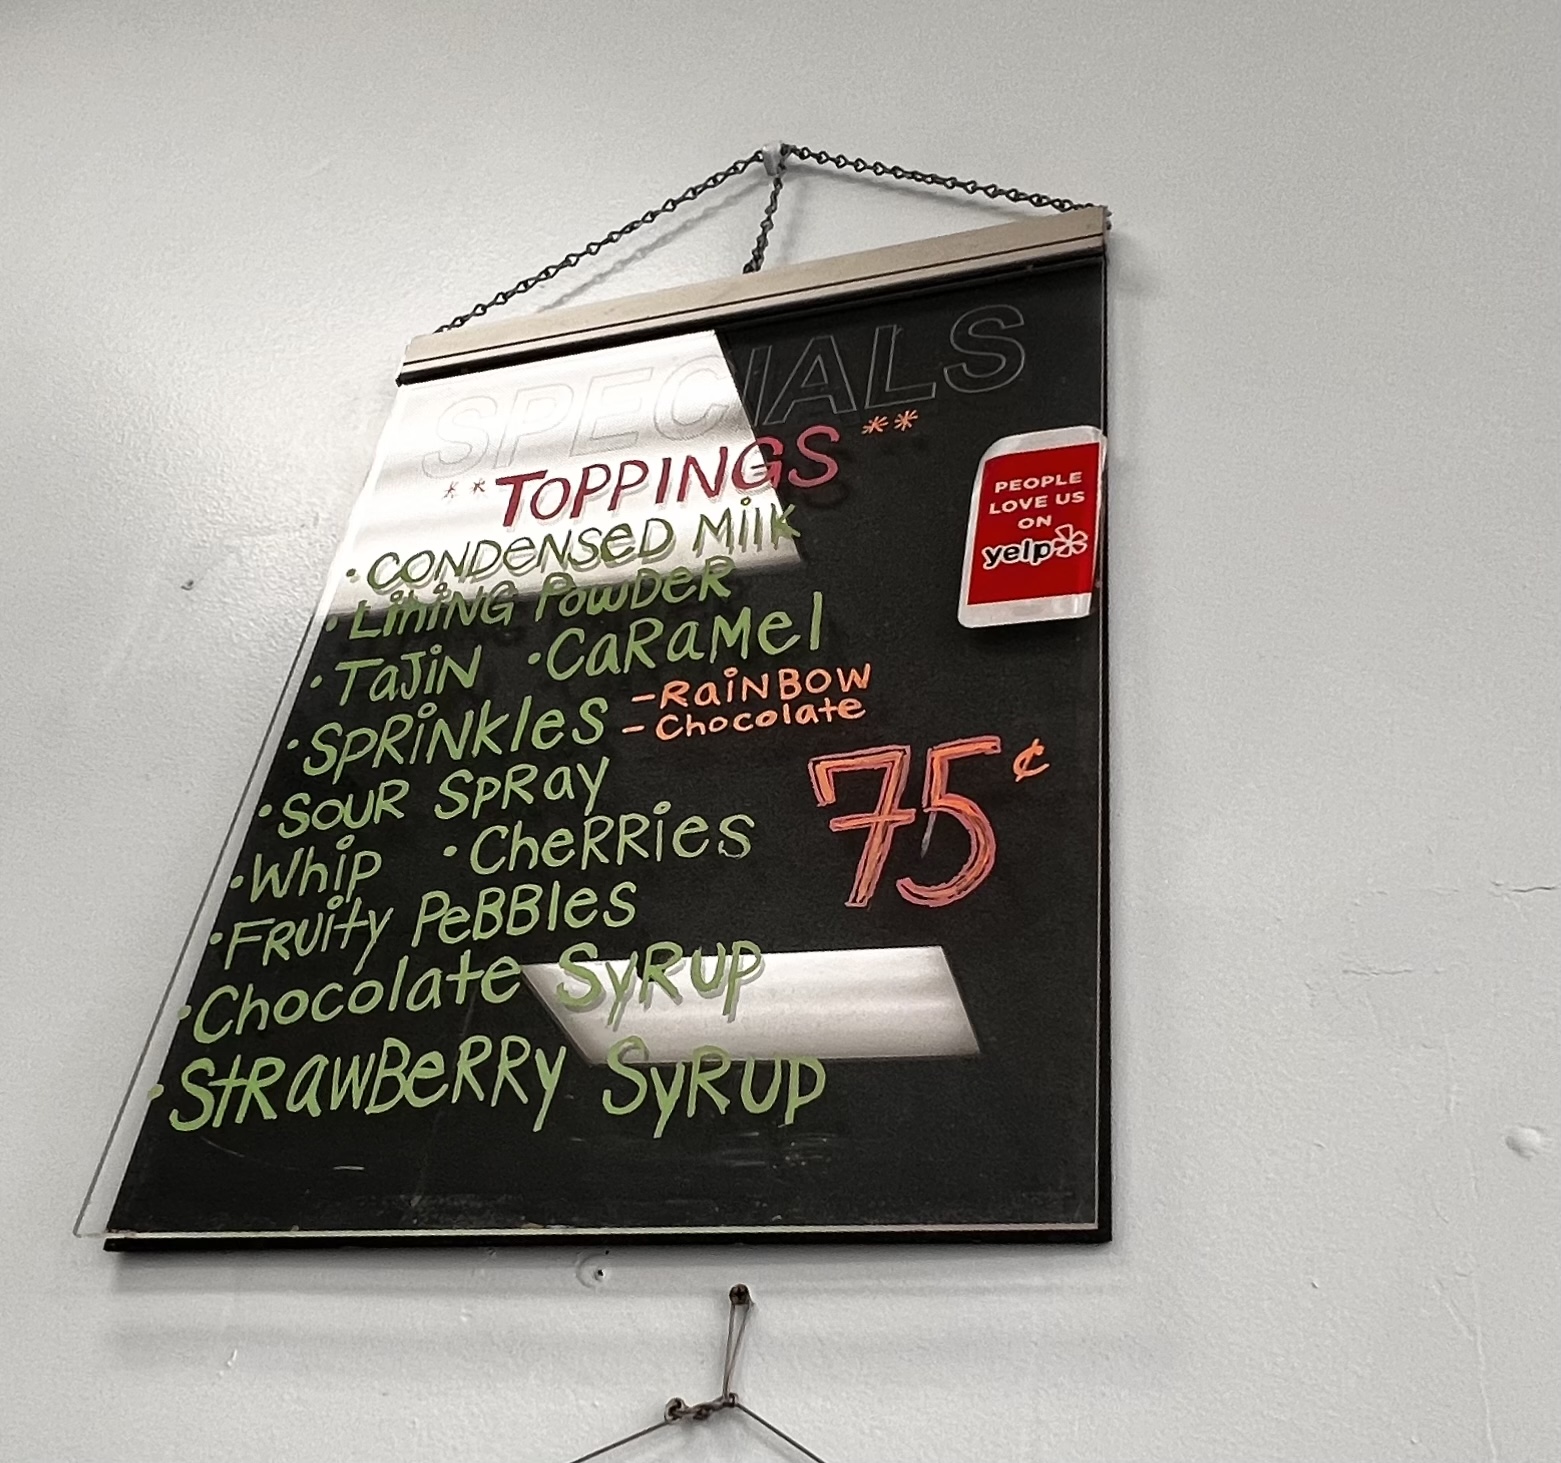 SPECIALS
**TOPPINGS**
• CONDENSED Milk
• LiHiNG POWDER
• TaJiN • CaRaMel
• SPRiNkles - RaiNBOW
- Chocolate
• SOUR SPRay
• Whip • CheRRies
• FRuity PeBBles
• Chocolate SyRup
• StRawBeRRy SyRup
75¢
PEOPLE
LOVE US
ON
yelp